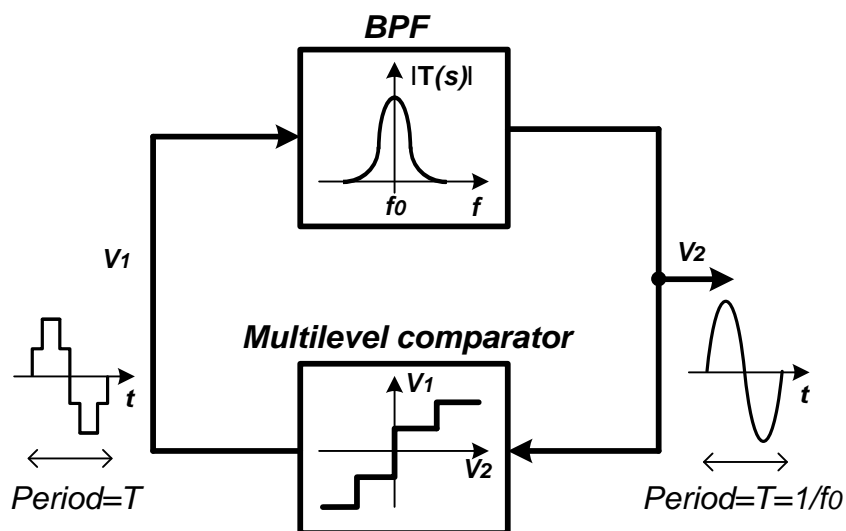 BPF
|T(s)|
f0
f
V1
V2
Multilevel comparator
V1
V2
t
Period=T
t
Period=T=1/f0